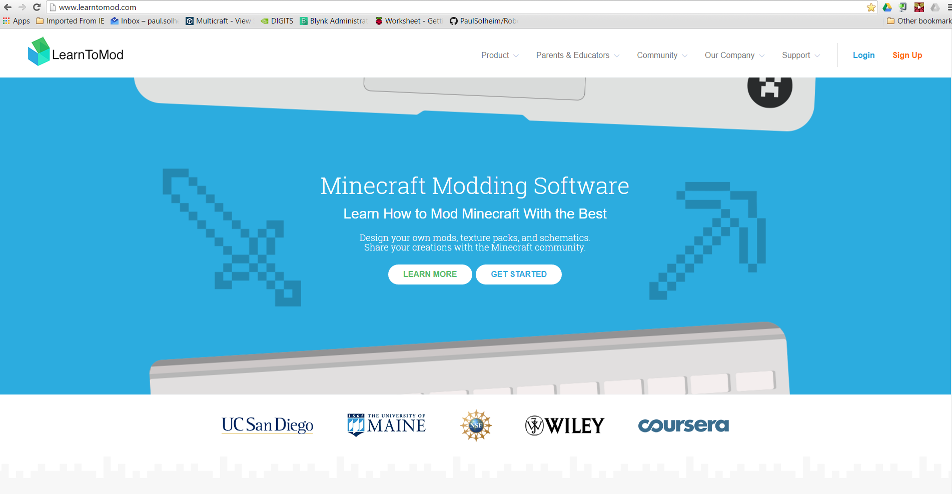 www.learntomod.com
Apps Imported From IE Inbox – paul.solh Multicraft - View DIGITS Blynk Administra Worksheet - Getti PaulSolheim/Rob Other bookmark
LearnToMod
Product Parents & Educators Community Our Company Support Login Sign Up
Minecraft Modding Software
Learn How to Mod Minecraft With the Best
Design your own mods, texture packs, and schematics.
Share your creations with the Minecraft community.
LEARN MORE GET STARTED
UC San Diego
THE UNIVERSITY OF
MAINE
NSF
WILEY
coursera